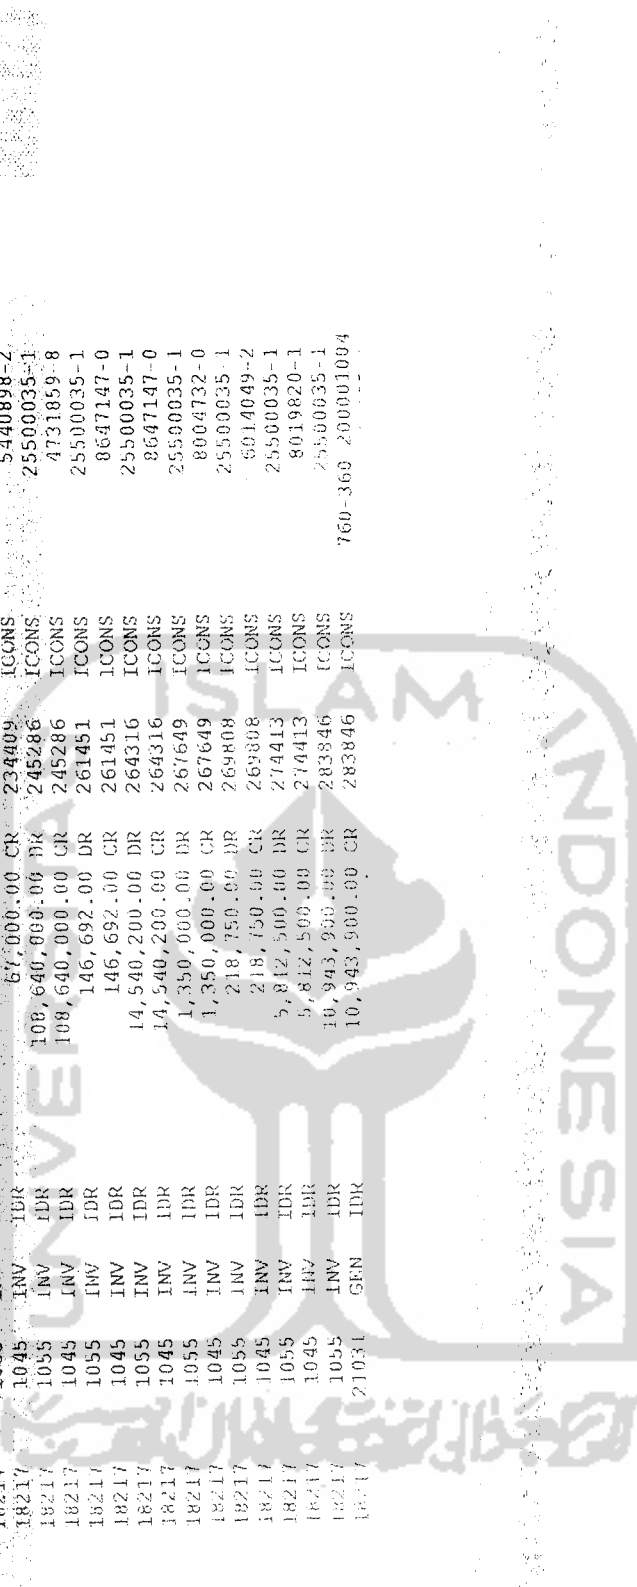 18217 1045 INV IDR 67,000.00 CR 234409 ICONS 5440898-2
18217 1055 INV IDR 108,640,000.00 DR 245286 ICONS 25500035-1
18217 1045 INV IDR 108,640,000.00 CR 245286 ICONS 4731859-8
18217 1055 INV IDR 146,692.00 DR 261451 ICONS 25500035-1
18217 1045 INV IDR 146,692.00 CR 261451 ICONS 8647147-0
18217 1055 INV IDR 14,540,200.00 DR 264316 ICONS 25500035-1
18217 1045 INV IDR 14,540,200.00 CR 264316 ICONS 8647147-0
18217 1055 INV IDR 1,350,000.00 DR 267649 ICONS 25500035-1
18217 1045 INV IDR 1,350,000.00 CR 267649 ICONS 8004732-0
18217 1055 INV IDR 218,750.00 DR 269808 ICONS 25500035-1
18217 1045 INV IDR 218,750.00 CR 269808 ICONS 6014049-2
18217 1055 INV IDR 5,812,500.00 DR 274413 ICONS 25500035-1
18217 1045 INV IDR 5,812,500.00 CR 274413 ICONS 8019820-1
18217 1055 INV IDR 10,943,900.00 DR 283846 ICONS 25500035-1
18217 21031 GEN IDR 10,943,900.00 CR 283846 ICONS 760-360 200001004
UNIVERSITAS
ISLAM
INDONESIA